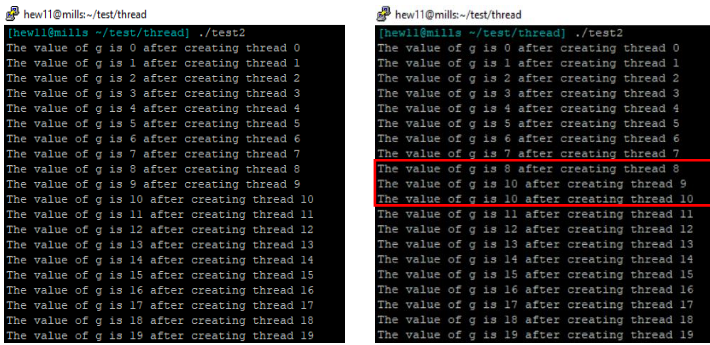 hew11@mills:~/test/thread
[hew11@mills ~/test/thread] ./test2
The value of g is 0 after creating thread 0
The value of g is 1 after creating thread 1
The value of g is 2 after creating thread 2
The value of g is 3 after creating thread 3
The value of g is 4 after creating thread 4
The value of g is 5 after creating thread 5
The value of g is 6 after creating thread 6
The value of g is 7 after creating thread 7
The value of g is 8 after creating thread 8
The value of g is 9 after creating thread 9
The value of g is 10 after creating thread 10
The value of g is 11 after creating thread 11
The value of g is 12 after creating thread 12
The value of g is 13 after creating thread 13
The value of g is 14 after creating thread 14
The value of g is 15 after creating thread 15
The value of g is 16 after creating thread 16
The value of g is 17 after creating thread 17
The value of g is 18 after creating thread 18
The value of g is 19 after creating thread 19
hew11@mills:~/test/thread
[hew11@mills ~/test/thread] ./test2
The value of g is 0 after creating thread 0
The value of g is 1 after creating thread 1
The value of g is 2 after creating thread 2
The value of g is 3 after creating thread 3
The value of g is 4 after creating thread 4
The value of g is 5 after creating thread 5
The value of g is 6 after creating thread 6
The value of g is 7 after creating thread 7
The value of g is 8 after creating thread 8
The value of g is 10 after creating thread 9
The value of g is 10 after creating thread 10
The value of g is 11 after creating thread 11
The value of g is 12 after creating thread 12
The value of g is 13 after creating thread 13
The value of g is 14 after creating thread 14
The value of g is 15 after creating thread 15
The value of g is 16 after creating thread 16
The value of g is 17 after creating thread 17
The value of g is 18 after creating thread 18
The value of g is 19 after creating thread 19